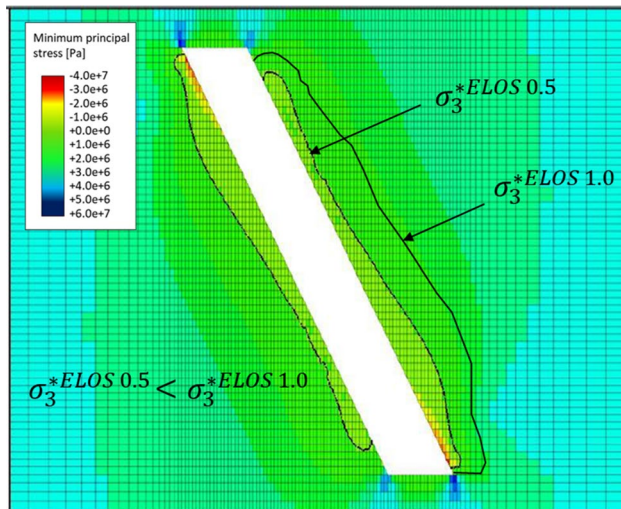 Minimum principal
stress [Pa]
-4.0e+7
-3.0e+6
-2.0e+6
-1.0e+6
+0.0e+0
+1.0e+6
+2.0e+6
+3.0e+6
+4.0e+6
+5.0e+6
+6.0e+7
σ₃*ELOS 0.5
σ₃*ELOS 1.0
σ₃*ELOS 0.5 < σ₃*ELOS 1.0